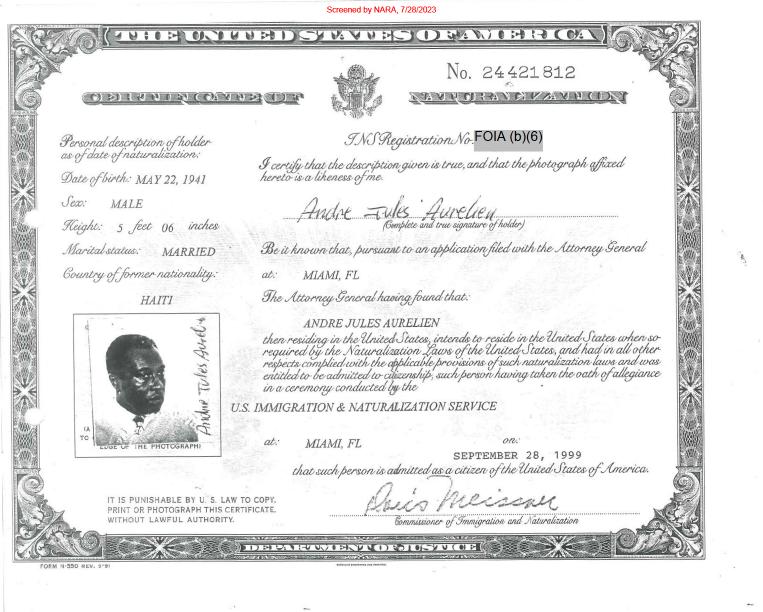 Screened by NARA, 7/28/2023
THE UNITED STATES OF AMERICA
No. 24421812
CERTIFICATE OF NATURALIZATION
Personal description of holder
as of date of naturalization:
Date of birth: MAY 22, 1941
Sex: MALE
Height: 5 feet 06 inches
Marital status: MARRIED
Country of former nationality:
HAITI
INS Registration No. FOIA (b)(6)
I certify that the description given is true, and that the photograph affixed
hereto is a likeness of me.
Andre Jules Aurelien
(Complete and true signature of holder)
Be it known that, pursuant to an application filed with the Attorney General
at: MIAMI, FL
The Attorney General having found that:
ANDRE JULES AURELIEN
then residing in the United States, intends to reside in the United States when so
required by the Naturalization Laws of the United States, and had in all other
respects complied with the applicable provisions of such naturalization laws and was
entitled to be admitted to citizenship, such person having taken the oath of allegiance
in a ceremony conducted by the
U.S. IMMIGRATION & NATURALIZATION SERVICE
at: MIAMI, FL on:
SEPTEMBER 28, 1999
that such person is admitted as a citizen of the United States of America.
Andre Jules Aurelien
TO
EDGE OF THE PHOTOGRAPH)
IT IS PUNISHABLE BY U. S. LAW TO COPY,
PRINT OR PHOTOGRAPH THIS CERTIFICATE,
WITHOUT LAWFUL AUTHORITY.
Doris Meissner
Commissioner of Immigration and Naturalization
DEPARTMENT OF JUSTICE
FORM N-550 REV. 9-91